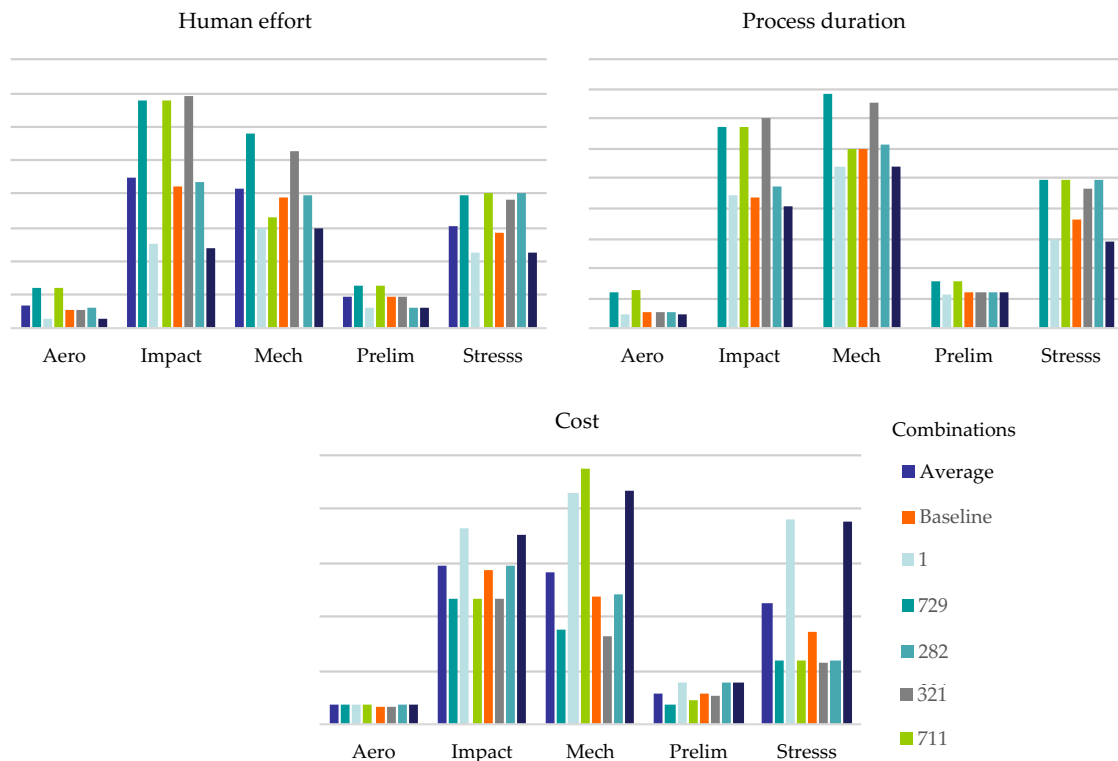 Human effort
Process duration
Aero Impact Mech Prelim Stresss
Aero Impact Mech Prelim Stresss
Cost
Combinations
Average
Baseline
1
729
282
321
711
Aero Impact Mech Prelim Stresss